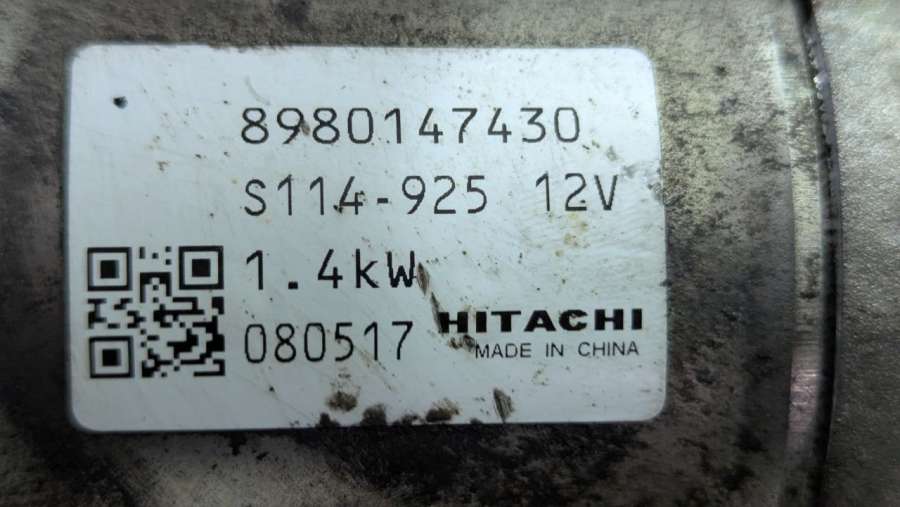 8980147430
S114-925 12V
1.4kW
080517 HITACHI
MADE IN CHINA